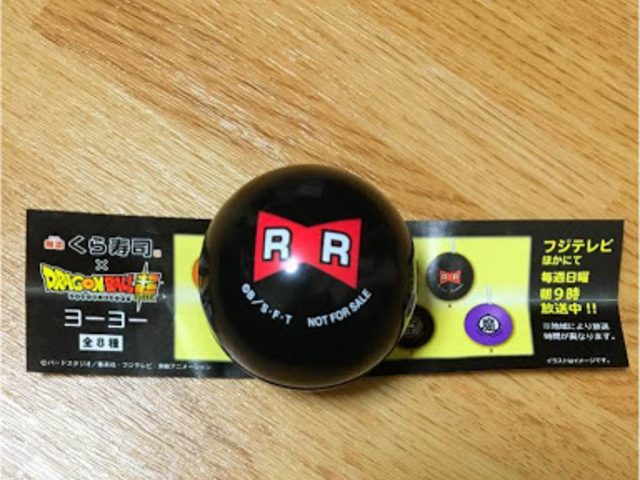 くら寿司
×
DRAGON BALL超
ヨーヨー
全8種
©バードスタジオ/集英社・フジテレビ・東映アニメーション
R R
©B/S・F・T NOT FOR SALE
RR
フジテレビ
ほかにて
毎週日曜
朝9時
放送中!!
※地域により放送
時間が異なります。
イラストはイメージです。